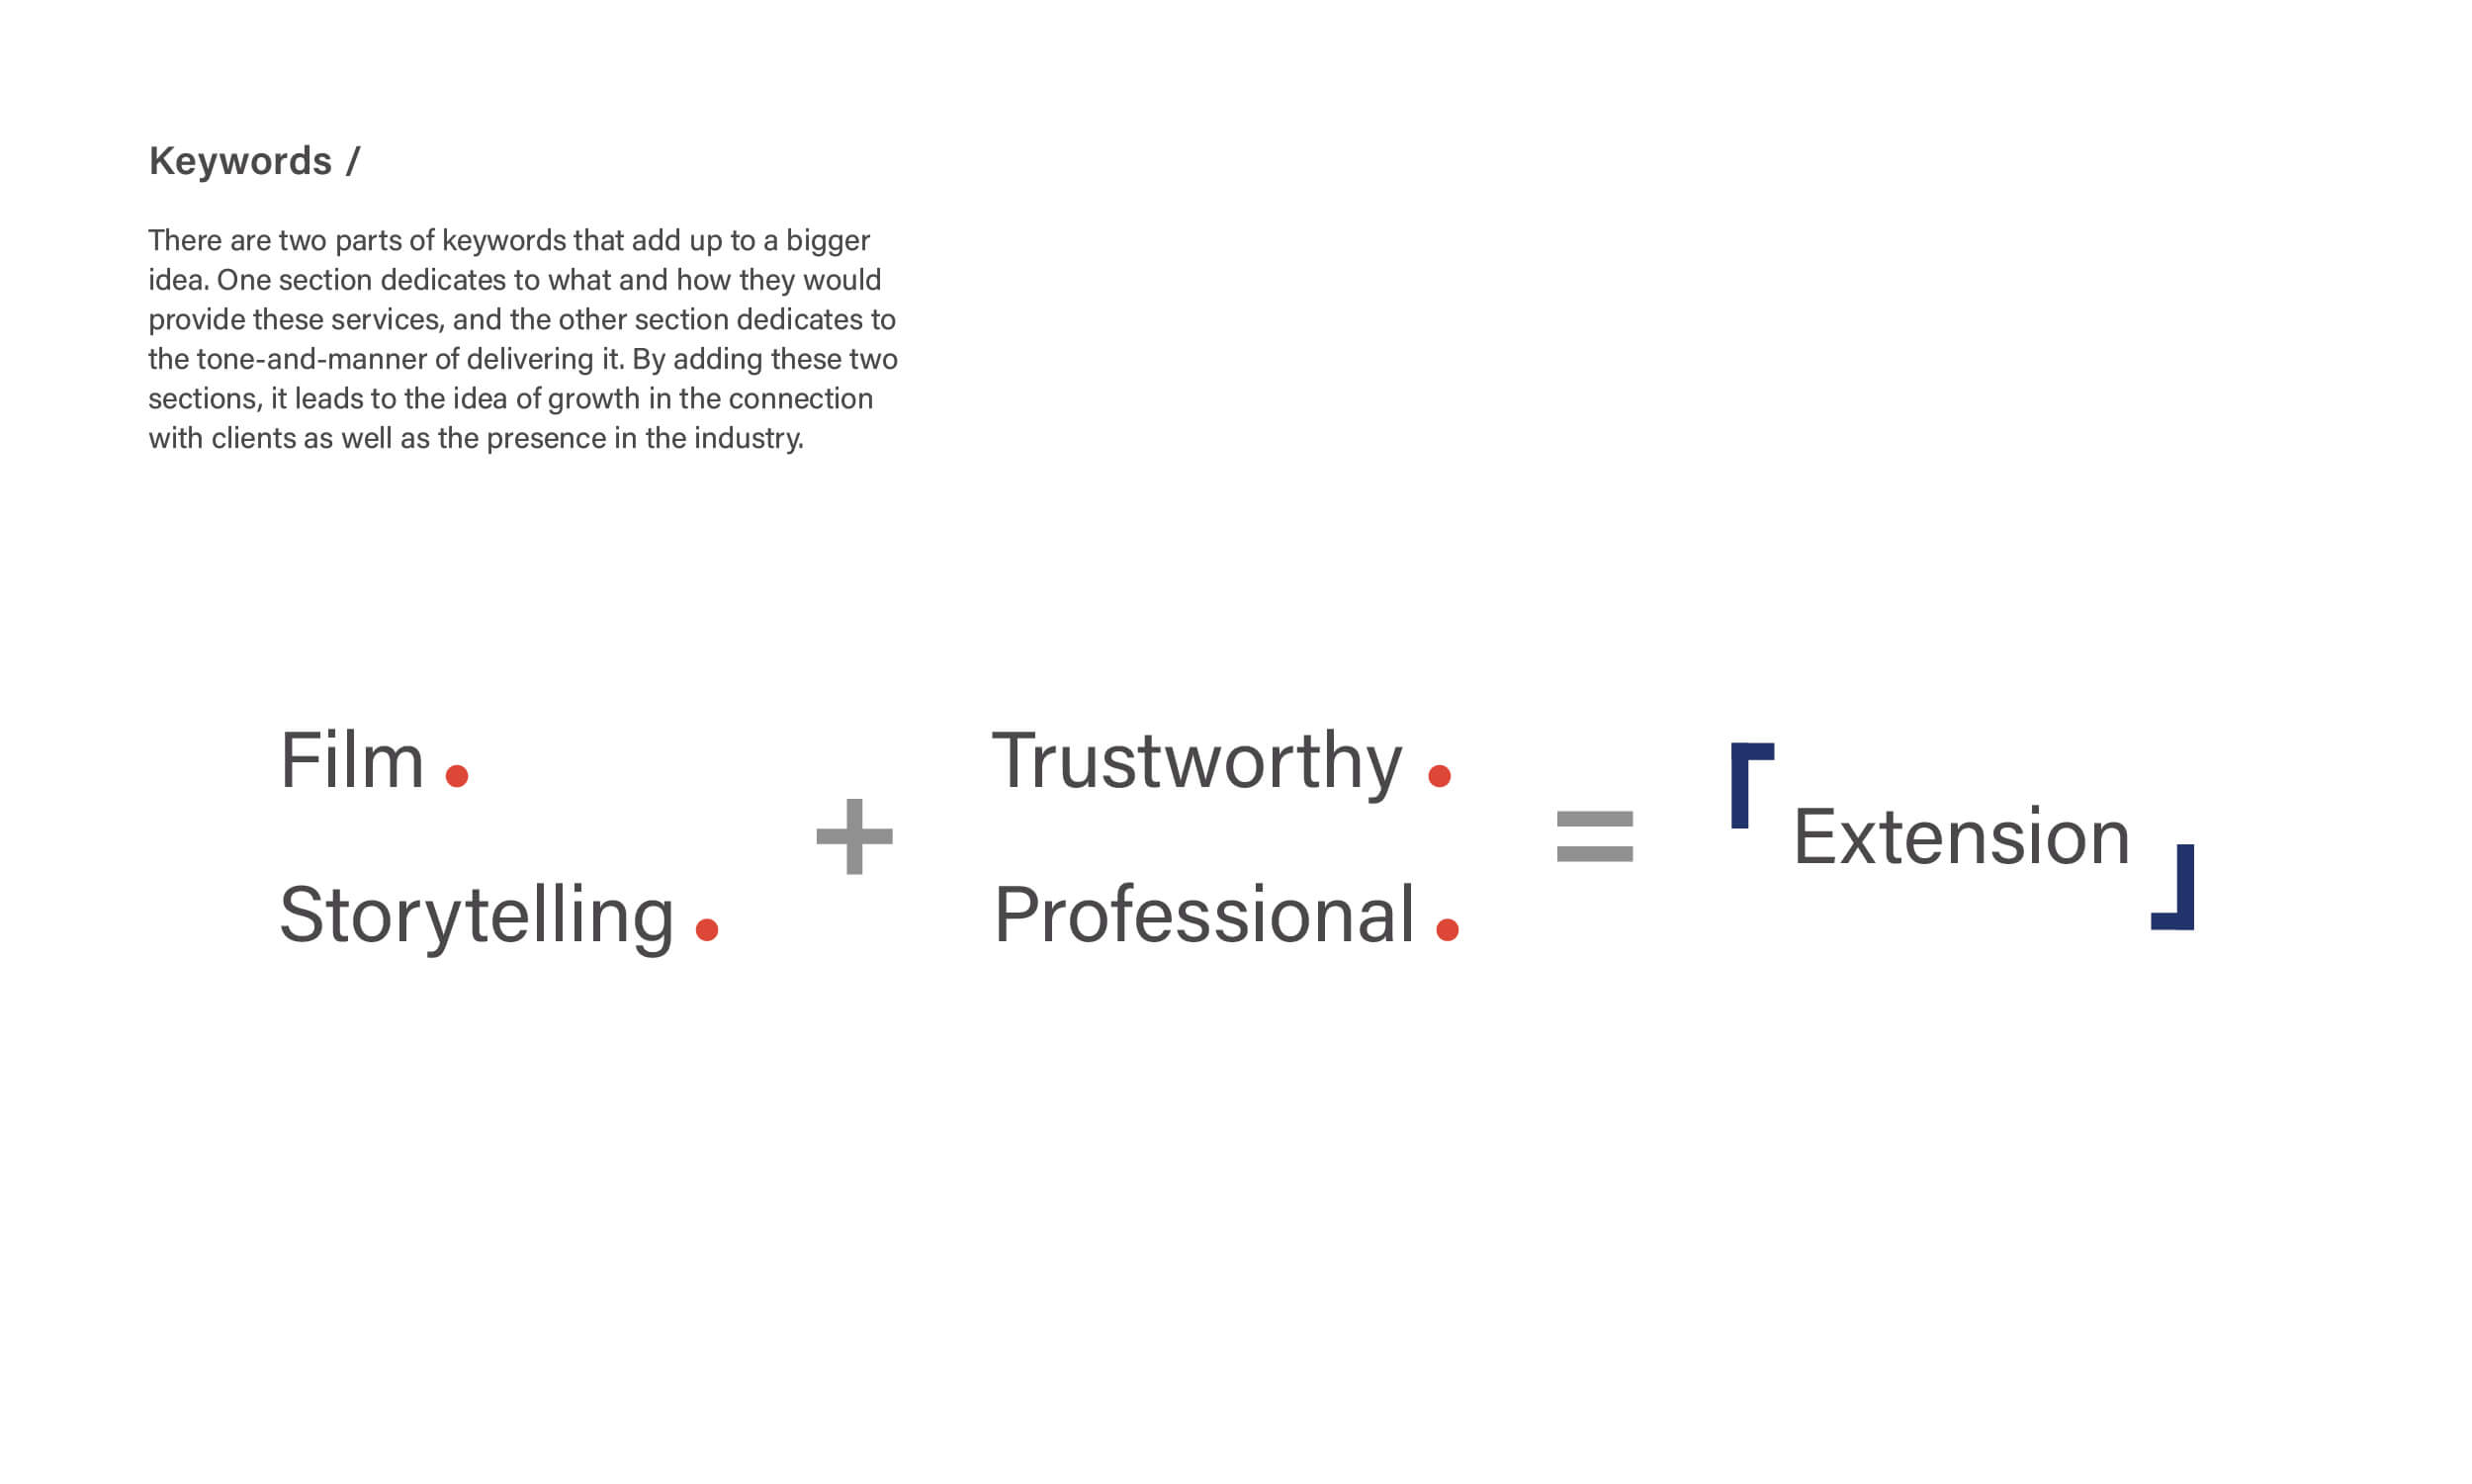 Keywords /
There are two parts of keywords that add up to a bigger
idea. One section dedicates to what and how they would
provide these services, and the other section dedicates to
the tone-and-manner of delivering it. By adding these two
sections, it leads to the idea of growth in the connection
with clients as well as the presence in the industry.
Film.
Storytelling.
+
Trustworthy.
Professional.
=
「Extension」